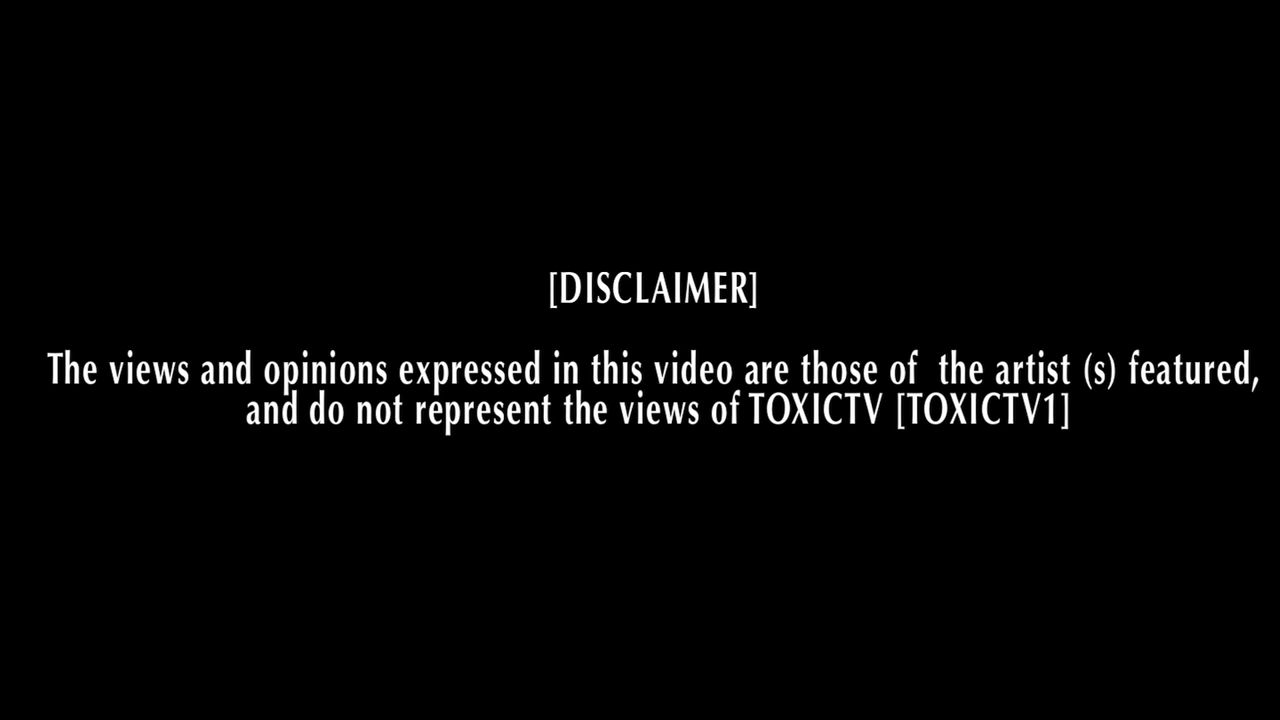 [DISCLAIMER]
The views and opinions expressed in this video are those of  the artist (s) featured,
and do not represent the views of TOXICTV [TOXICTV1]